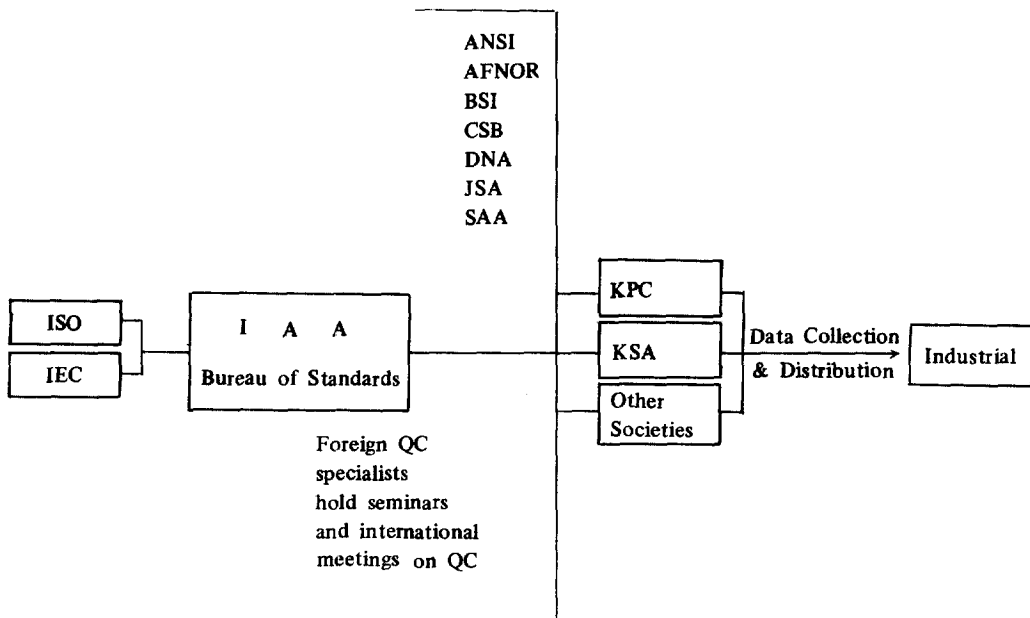 ANSI
AFNOR
BSI
CSB
DNA
JSA
SAA
ISO
IEC
I A A
Bureau of Standards
Foreign QC
specialists
hold seminars
and international
meetings on QC
KPC
KSA
Other
Societies
Data Collection
& Distribution
Industrial